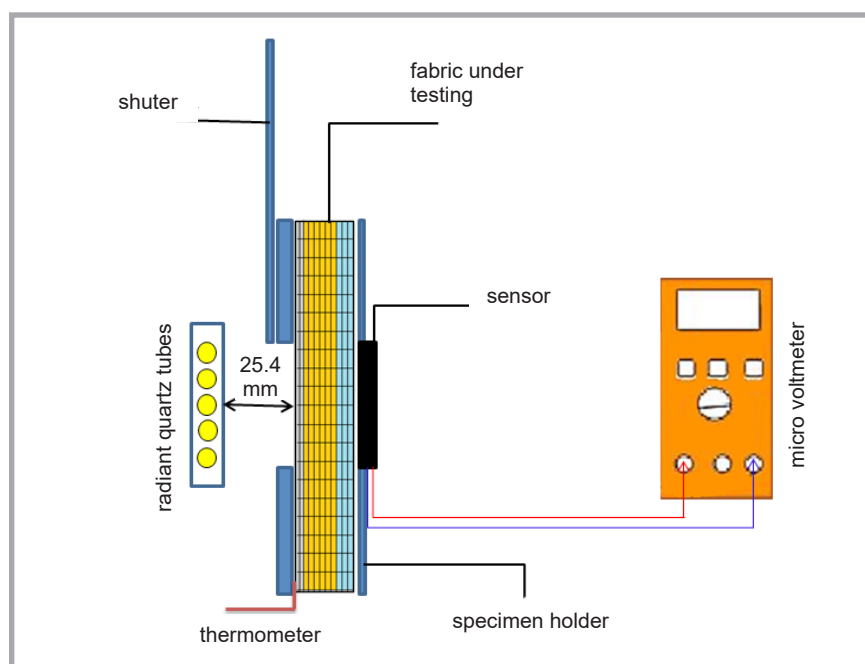 fabric under
testing
shuter
sensor
25.4
mm
radiant quartz tubes
micro voltmeter
thermometer
specimen holder